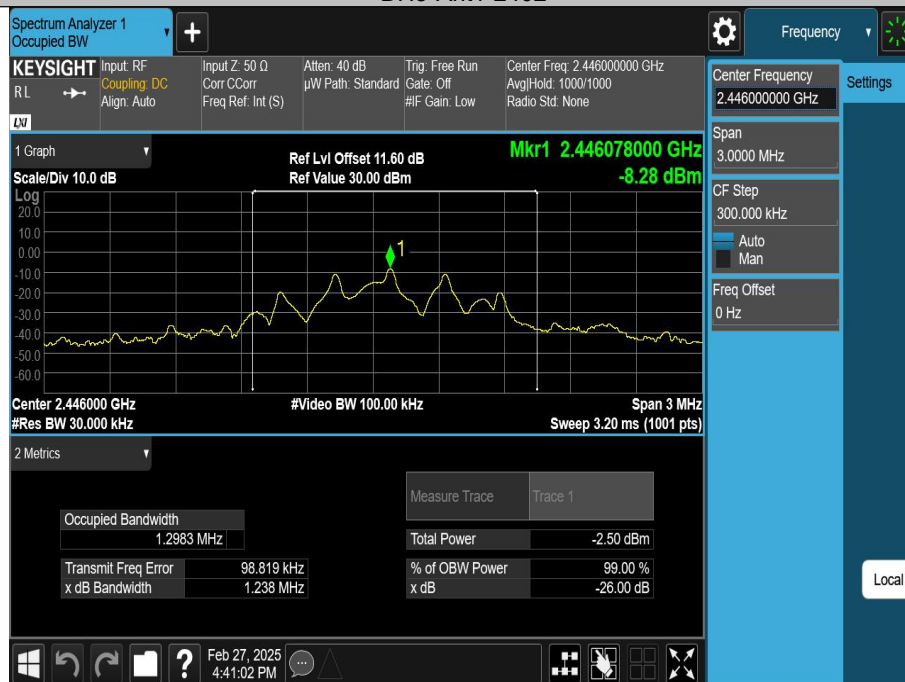 Spectrum Analyzer 1
Occupied BW
Frequency
KEYSIGHT
R L
LXI
Input: RF
Coupling: DC
Align: Auto
Input Z: 50 Ω
Corr CCorr
Freq Ref: Int (S)
Atten: 40 dB
µW Path: Standard
Trig: Free Run
Gate: Off
#IF Gain: Low
Center Freq: 2.446000000 GHz
Avg|Hold: 1000/1000
Radio Std: None
Center Frequency
2.446000000 GHz
Settings
Span
3.0000 MHz
CF Step
300.000 kHz
Auto
Man
Freq Offset
0 Hz
1 Graph
Scale/Div 10.0 dB
Ref Lvl Offset 11.60 dB
Ref Value 30.00 dBm
Mkr1 2.446078000 GHz
-8.28 dBm
Log
20.0
10.0
0.00
-10.0
-20.0
-30.0
-40.0
-50.0
-60.0
1
Center 2.446000 GHz
#Video BW 100.00 kHz
Span 3 MHz
#Res BW 30.000 kHz
Sweep 3.20 ms (1001 pts)
2 Metrics
Measure Trace Trace 1
Occupied Bandwidth
1.2983 MHz
Total Power -2.50 dBm
Transmit Freq Error 98.819 kHz
% of OBW Power 99.00 %
x dB Bandwidth 1.238 MHz
x dB -26.00 dB
Local
?
Feb 27, 2025
4:41:02 PM